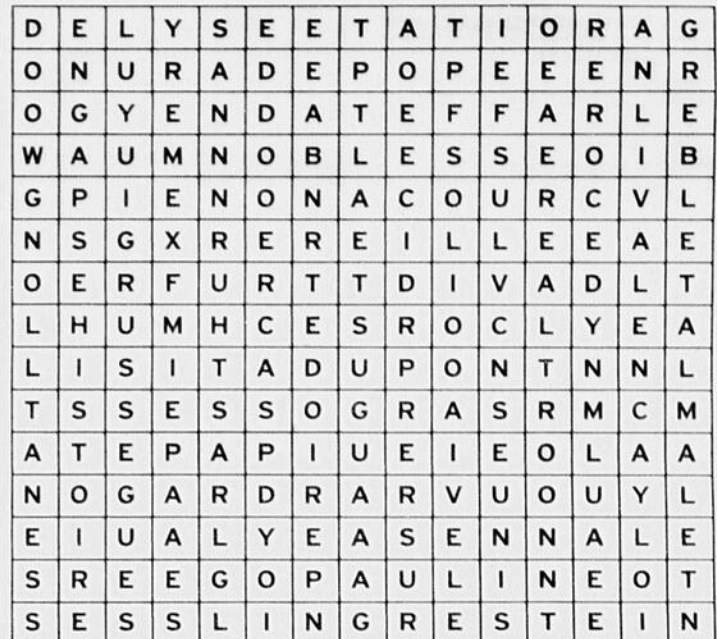 D E L Y S E E T A T I O R A G
O N U R A D E P O P E E E N R
O G Y E N D A T E F F A R L E
W A U M N O B L E S S E O I B
G P I E N O N A C O U R C V L
N S G X R E R E I L L E E A E
O E R F U R T T D I V A D L T
L H U M H C E S R O C L Y E A
L I S I T A D U P O N T N N L
T S S E S S O G R A S R M C M
A T E P A P I U E I E O L A A
N O G A R D R A R V U O U Y L
E I U A L Y E A S E N N A L E
S R E E G O P A U L I N E O T
S E S S L I N G R E S T E I N